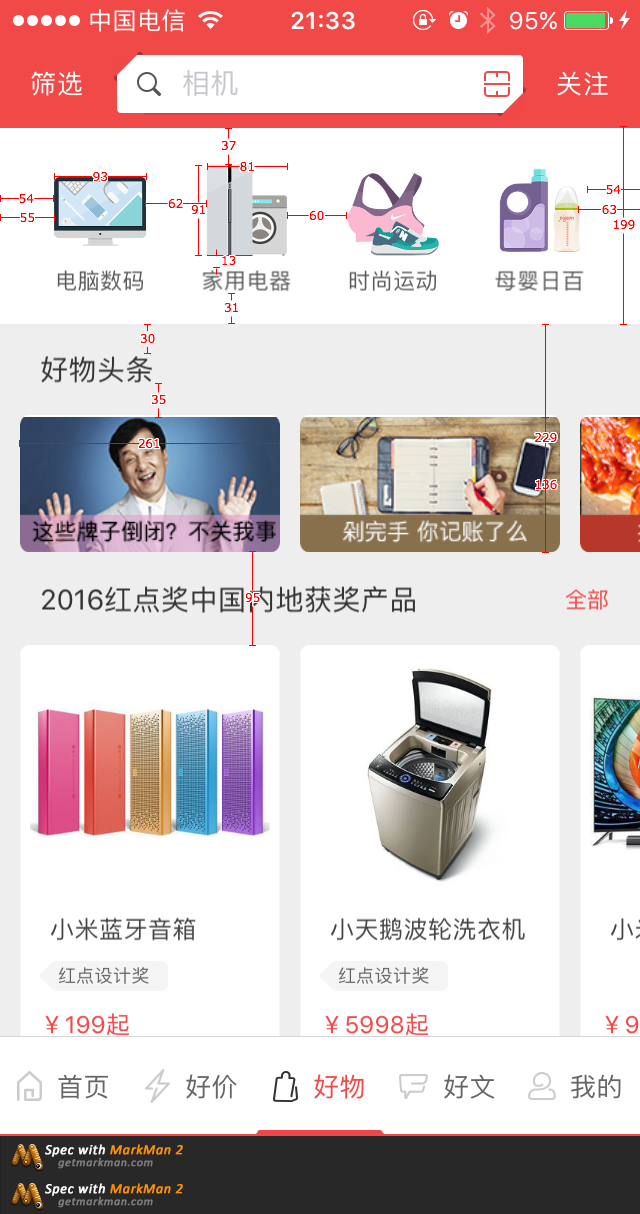 中国电信 21:33 95%
筛选 相机 关注
37
93 81
54 62 91 60 54 63
55 199
13
电脑数码 家用电器 时尚运动 母婴日百
31
30
好物头条
35
261 229
136
这些牌子倒闭？不关我事 剁完手 你记账了么
2016红点奖中国内地获奖产品 全部
95
小米蓝牙音箱 小天鹅波轮洗衣机 小
红点设计奖 红点设计奖
￥199起 ￥5998起 ￥9
首页 好价 好物 好文 我的
Spec with MarkMan 2
getmarkman.com
Spec with MarkMan 2
getmarkman.com